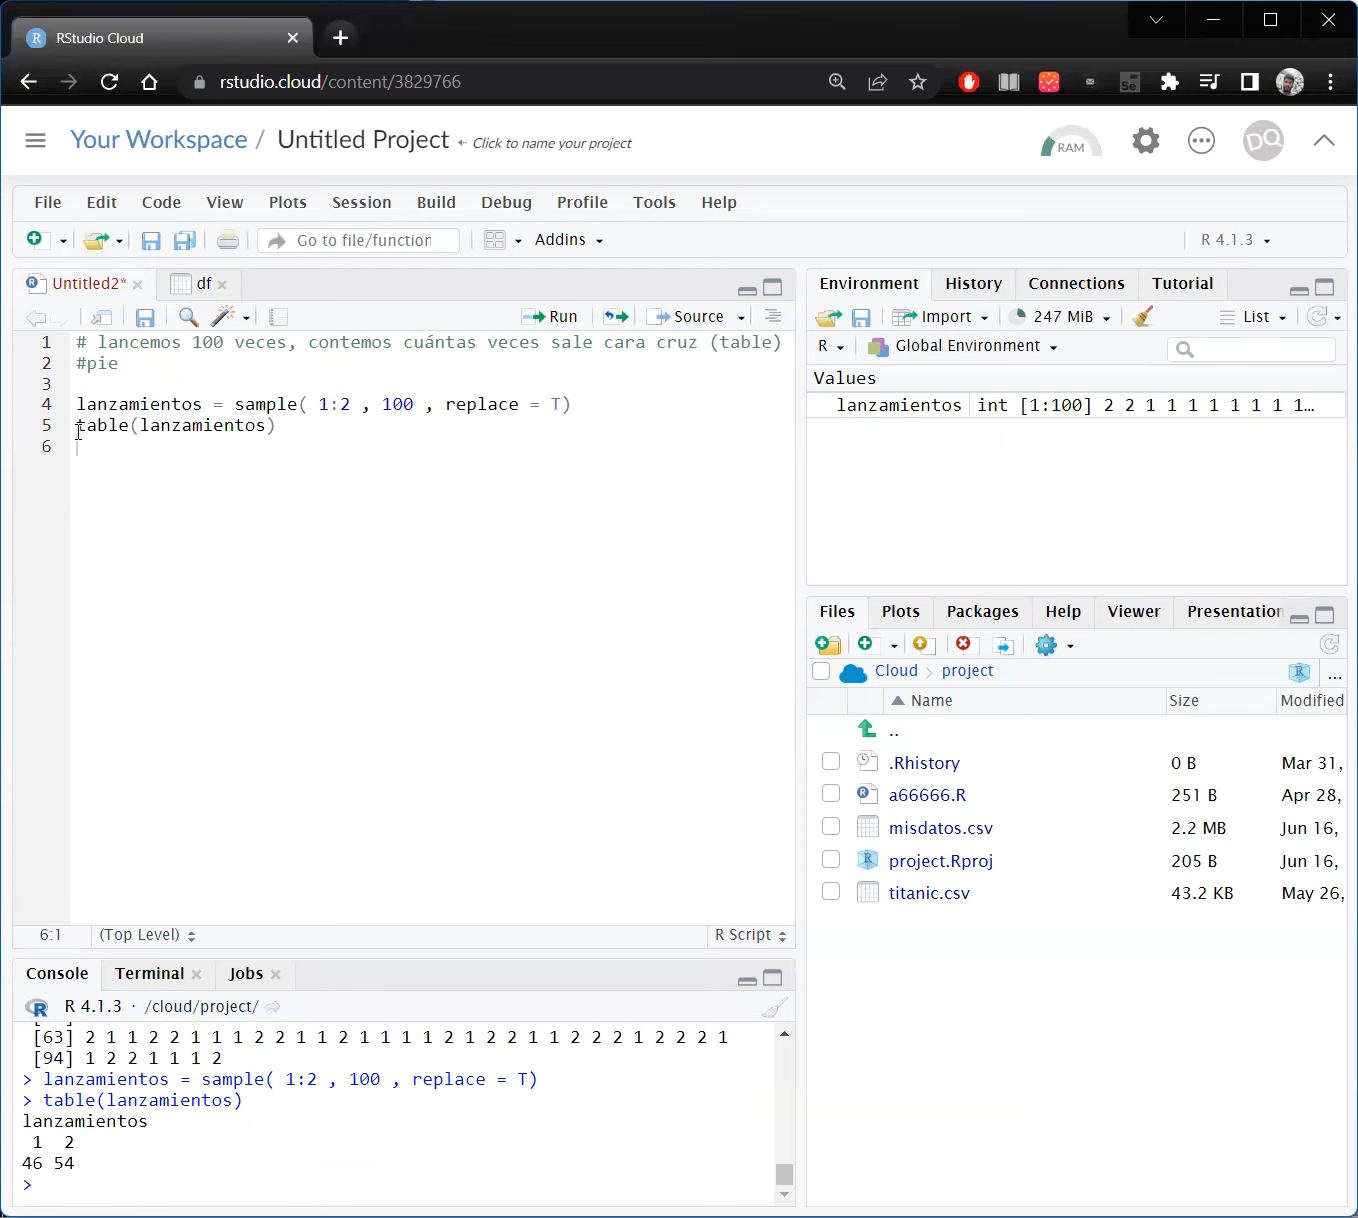 RStudio Cloud
rstudio.cloud/content/3829766
Your Workspace / Untitled Project ← Click to name your project
RAM
DQ
File Edit Code View Plots Session Build Debug Profile Tools Help
Go to file/function
Addins
R 4.1.3
Untitled2* df
Run
Source
1 # lancemos 100 veces, contemos cuántas veces sale cara cruz (table)
2 #pie
3
4 lanzamientos = sample( 1:2 , 100 , replace = T)
5 table(lanzamientos)
6
6:1 (Top Level) R Script
Console Terminal Jobs
R 4.1.3 · /cloud/project/
[63] 2 1 1 2 2 1 1 1 2 2 1 1 2 1 1 1 1 2 1 2 2 1 1 2 2 2 1 2 2 2 1
[94] 1 2 2 1 1 1 2
> lanzamientos = sample( 1:2 , 100 , replace = T)
> table(lanzamientos)
lanzamientos
1 2
46 54
>
Environment History Connections Tutorial
Import 247 MiB List
R Global Environment
Values
lanzamientos int [1:100] 2 2 1 1 1 1 1 1 1 1…
Files Plots Packages Help Viewer Presentation
Cloud project
R ...
Name Size Modified
..
.Rhistory 0 B Mar 31,
a66666.R 251 B Apr 28,
misdatos.csv 2.2 MB Jun 16,
project.Rproj 205 B Jun 16,
titanic.csv 43.2 KB May 26,